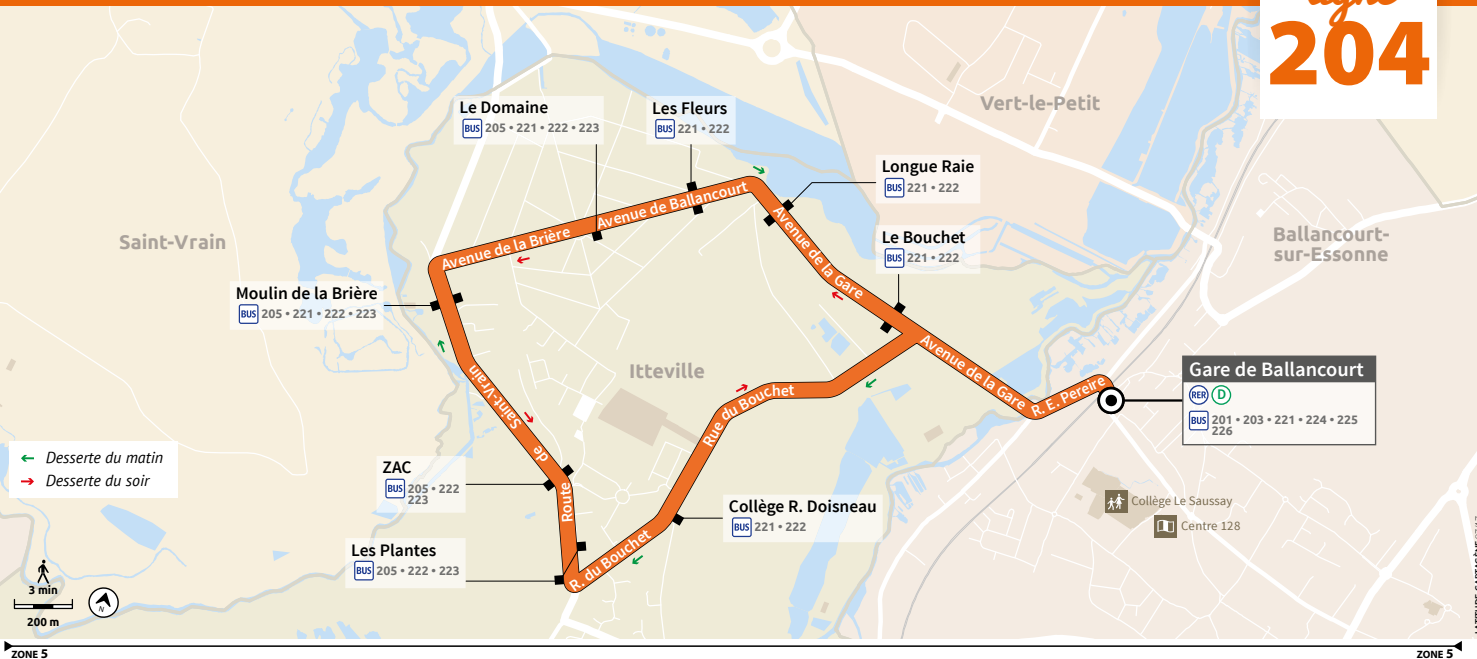 ligne
204
Vert-le-Petit
Le Domaine
BUS 205 • 221 • 222 • 223
Les Fleurs
BUS 221 • 222
Longue Raie
BUS 221 • 222
Avenue de Ballancourt
Avenue de la Brière
Avenue de la Gare
Saint-Vrain
Le Bouchet
BUS 221 • 222
Ballancourt-
sur-Essonne
Moulin de la Brière
BUS 205 • 221 • 222 • 223
Itteville
Avenue de la Gare
R. E. Pereire
Gare de Ballancourt
RER D
BUS 201 • 203 • 221 • 224 • 225
226
Route de Saint-Vrain
Rue du Bouchet
← Desserte du matin
→ Desserte du soir
ZAC
BUS 205 • 222
223
Collège R. Doisneau
BUS 221 • 222
Collège Le Saussay
Centre 128
Les Plantes
BUS 205 • 222 • 223
R. du Bouchet
3 min
200 m
N
ZONE 5
ZONE 5